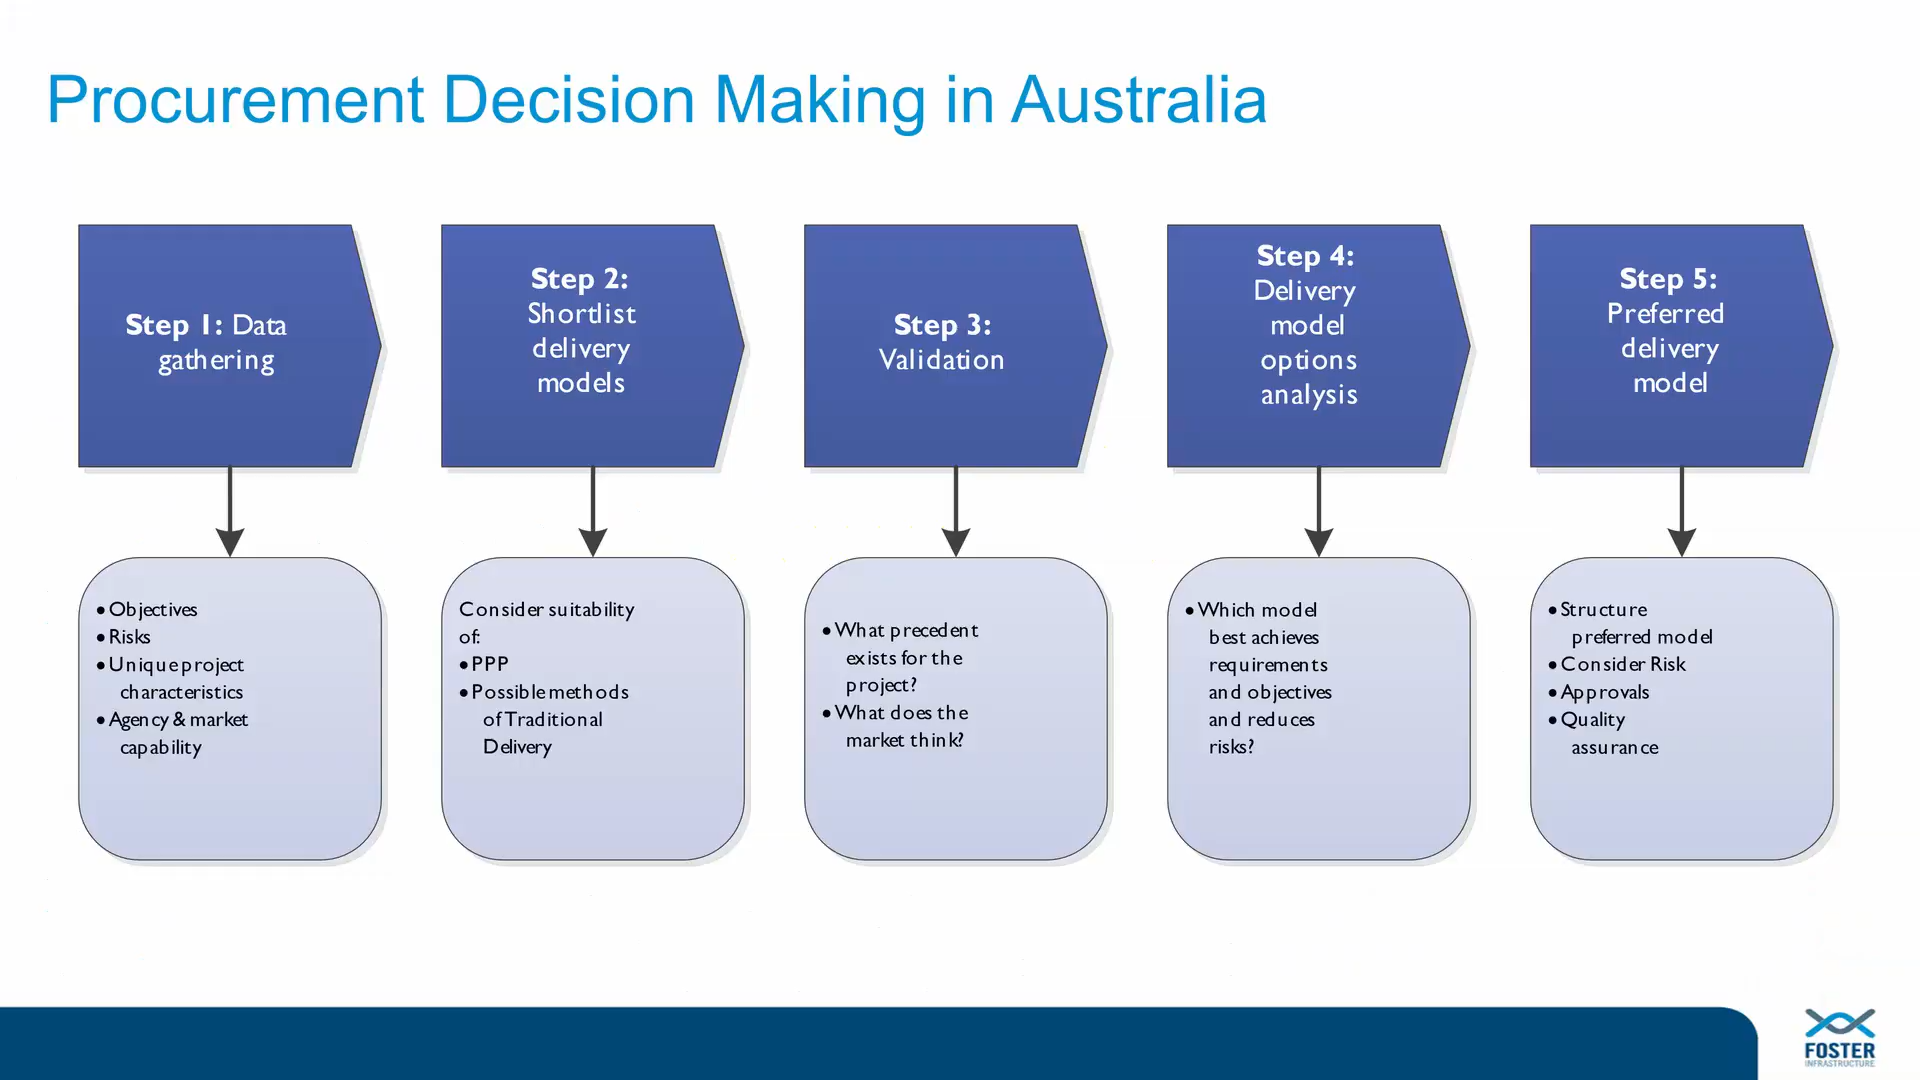 Procurement Decision Making in Australia
Step 1: Data
gathering
Step 2:
Shortlist
delivery
models
Step 3:
Validation
Step 4:
Delivery
model
options
analysis
Step 5:
Preferred
delivery
model
• Objectives
• Risks
• Unique project
characteristics
• Agency & market
capability
Consider suitability
of:
• PPP
• Possible methods
of Traditional
Delivery
• What precedent
exists for the
project?
• What does the
market think?
• Which model
best achieves
requirements
and objectives
and reduces
risks?
• Structure
preferred model
• Consider Risk
• Approvals
• Quality
assurance
FOSTER
INFRASTRUCTURE